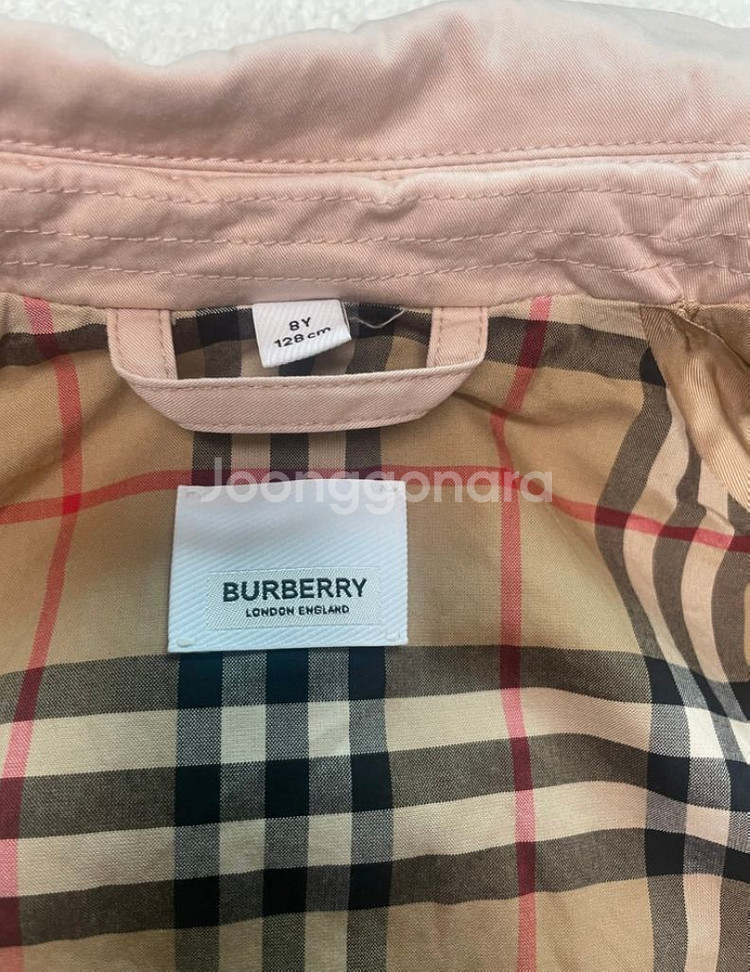 8Y
128 cm
Joonggonara
BURBERRY
LONDON ENGLAND